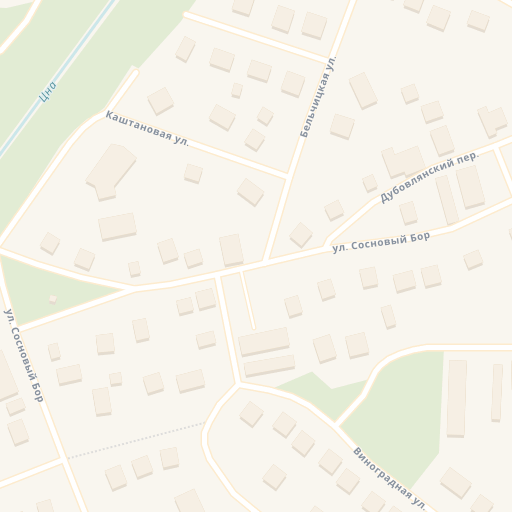 Цна
Каштановая ул.
Бельчицкая ул.
Дубовлянский пер.
ул. Сосновый Бор
ул. Сосновый Бор
Виноградная ул.